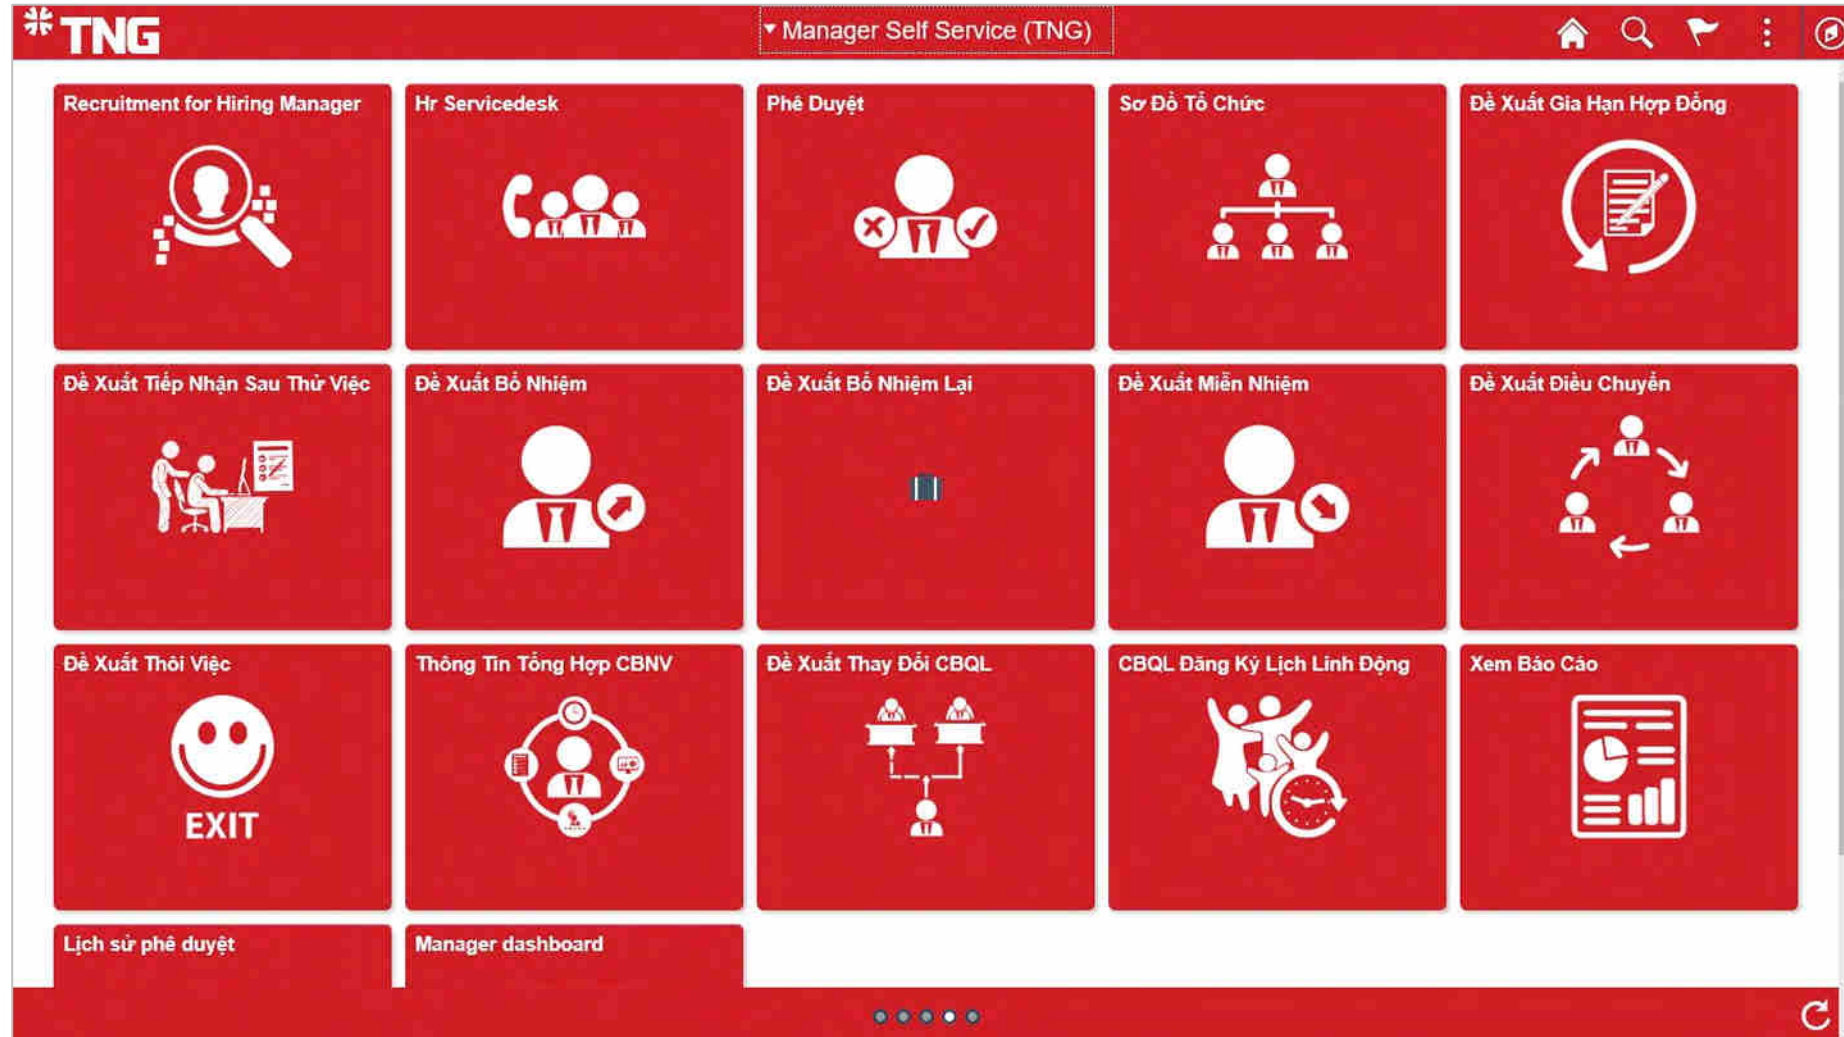 TNG
Manager Self Service (TNG)
Recruitment for Hiring Manager
Hr Servicedesk
Phê Duyệt
Sơ Đồ Tổ Chức
Đề Xuất Gia Hạn Hợp Đồng
Đề Xuất Tiếp Nhận Sau Thử Việc
Đề Xuất Bổ Nhiệm
Đề Xuất Bổ Nhiệm Lại
Đề Xuất Miễn Nhiệm
Đề Xuất Điều Chuyển
Đề Xuất Thôi Việc
EXIT
Thông Tin Tổng Hợp CBNV
Đề Xuất Thay Đổi CBQL
CBQL Đăng Ký Lịch Linh Động
Xem Báo Cáo
Lịch sử phê duyệt
Manager dashboard